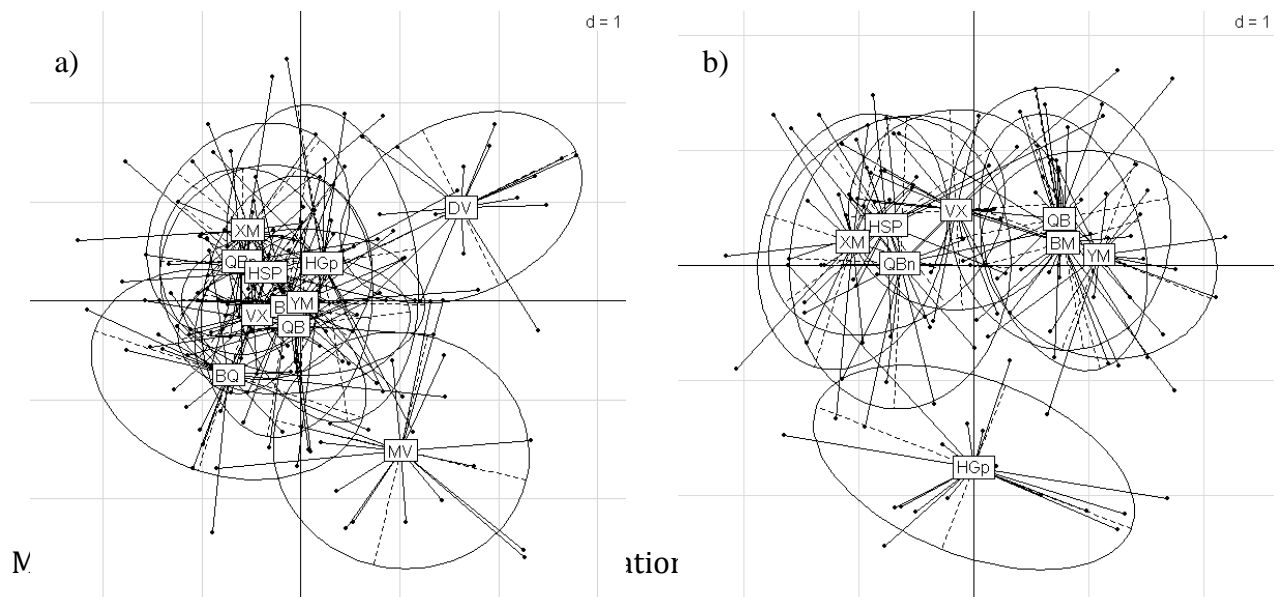 d = 1
a)
DV
XM
QB
HSP
HGp
YM
VX
QB
BQ
MV
d = 1
b)
VX
QB
HSP
XM
BM
YM
QBn
HGp
M
ation